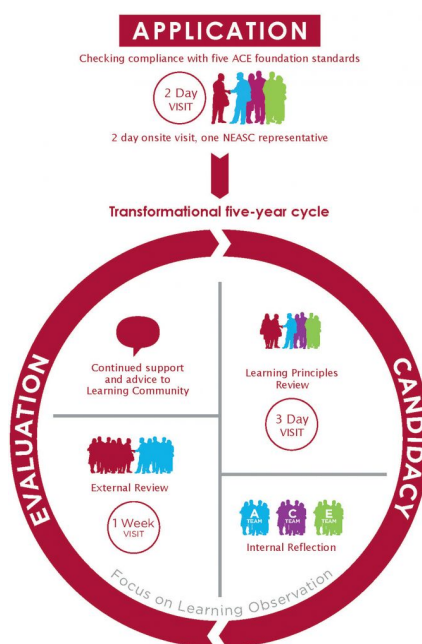 APPLICATION
Checking compliance with five ACE foundation standards
2 Day
VISIT
2 day onsite visit, one NEASC representative
Transformational five-year cycle
EVALUATION
CANDIDACY
Continued support
and advice to
Learning Community
Learning Principles
Review
3 Day
VISIT
External Review
1 Week
VISIT
A
TEAM
C
TEAM
E
TEAM
Internal Reflection
Focus on Learning Observation